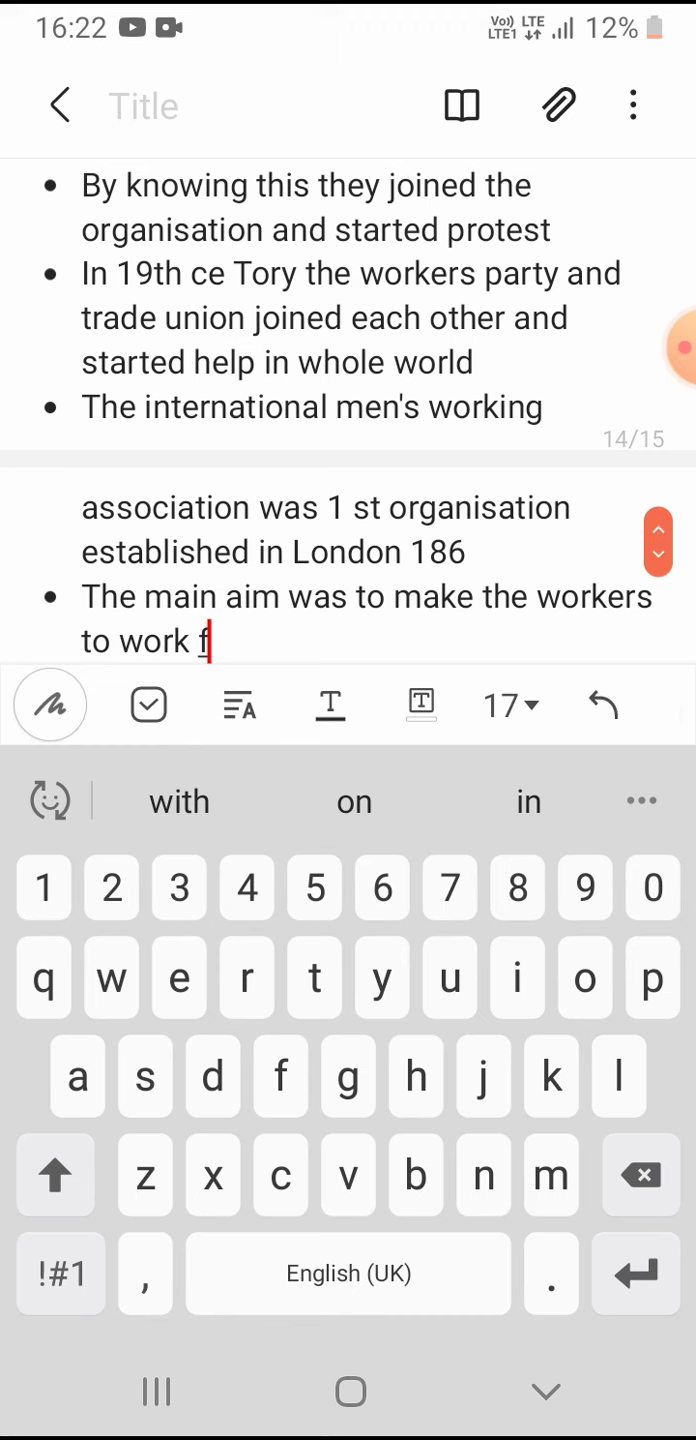 16:22 Vo) LTE LTE1 12%
Title
• By knowing this they joined the
organisation and started protest
• In 19th ce Tory the workers party and
trade union joined each other and
started help in whole world
• The international men's working
14/15
association was 1 st organisation
established in London 186
• The main aim was to make the workers
to work f
T T 17
with on in
1 2 3 4 5 6 7 8 9 0
q w e r t y u i o p
a s d f g h j k l
z x c v b n m
!#1 , English (UK) .